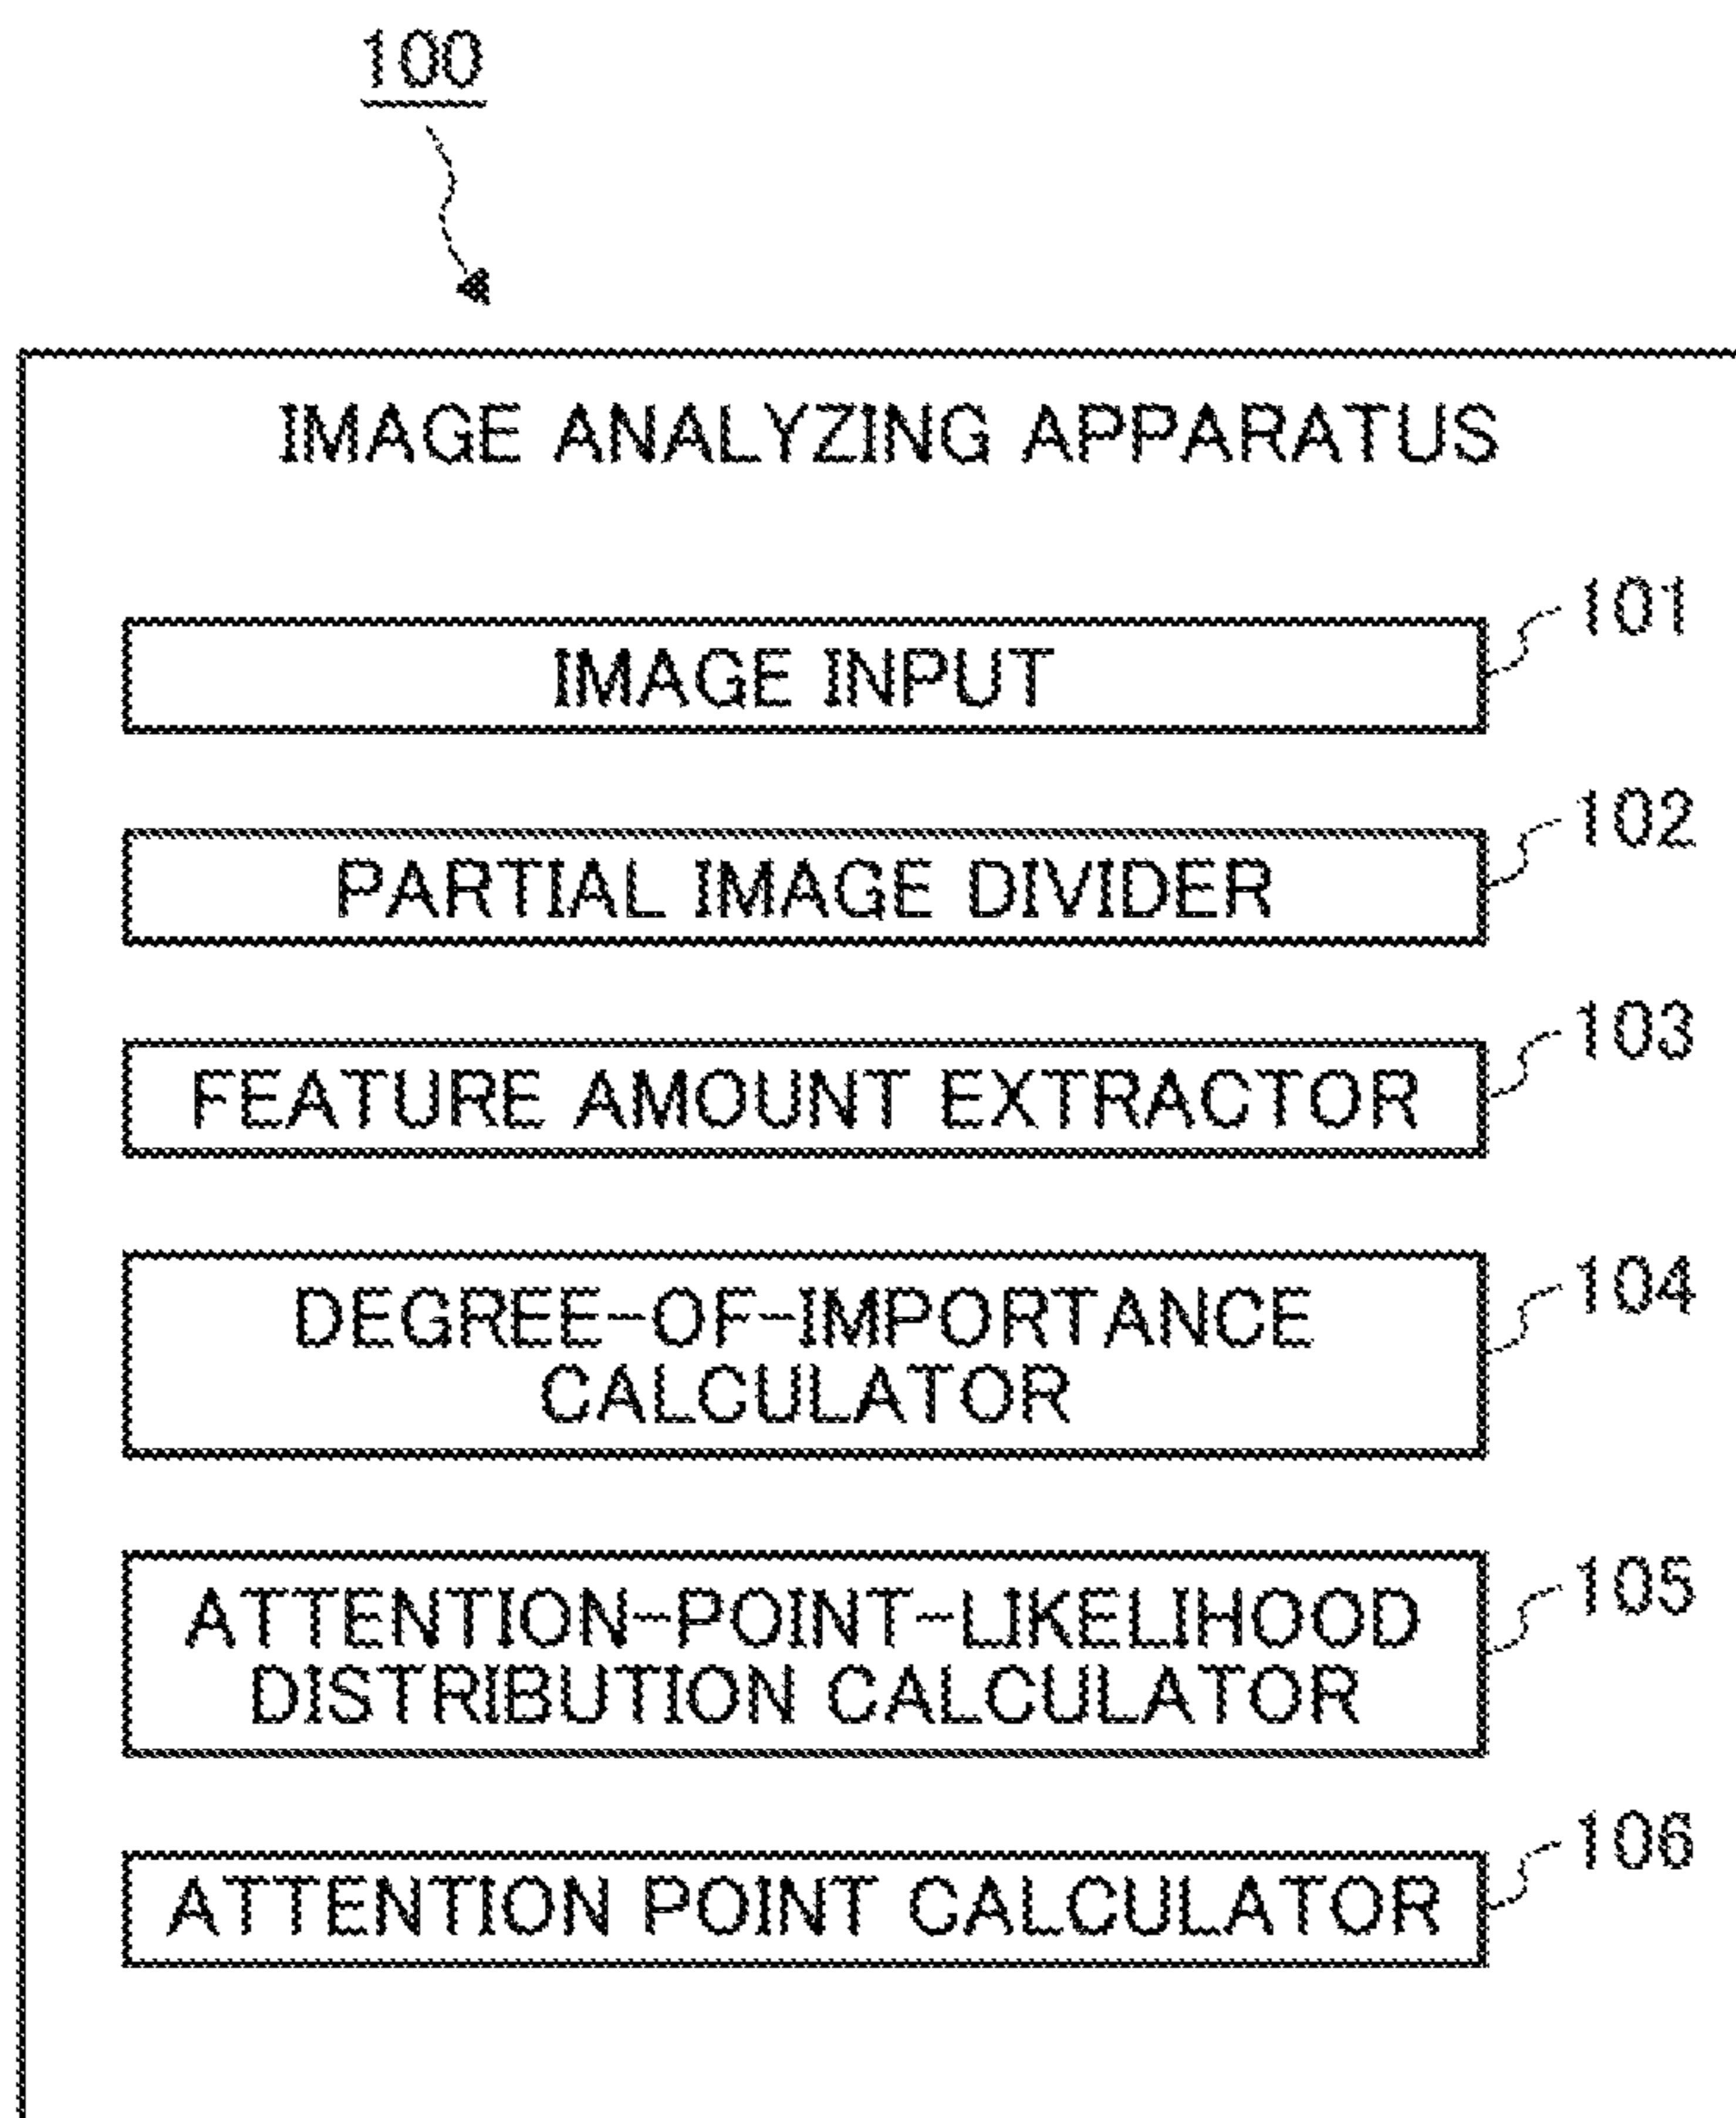 100
IMAGE ANALYZING APPARATUS
101
IMAGE INPUT
102
PARTIAL IMAGE DIVIDER
103
FEATURE AMOUNT EXTRACTOR
104
DEGREE-OF-IMPORTANCE
CALCULATOR
105
ATTENTION-POINT-LIKELIHOOD
DISTRIBUTION CALCULATOR
106
ATTENTION POINT CALCULATOR